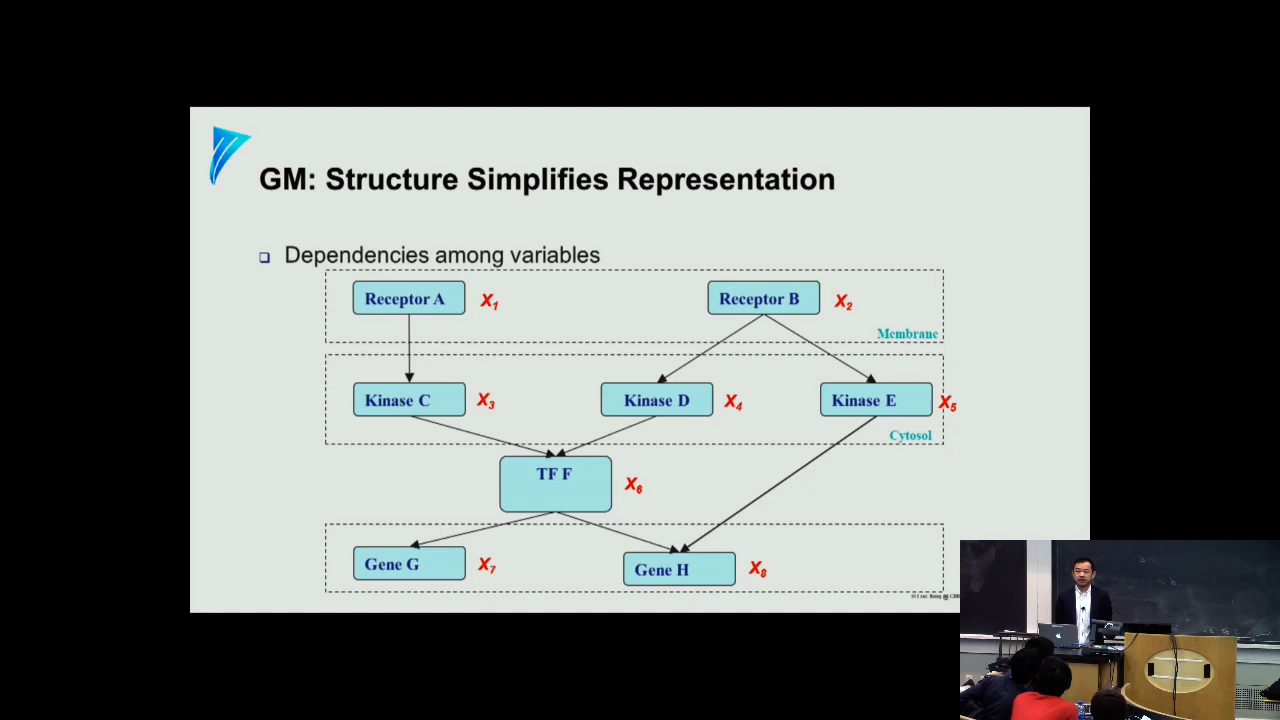 GM: Structure Simplifies Representation
❑ Dependencies among variables
Receptor A X1 Receptor B X2
Membrane
Kinase C X3 Kinase D X4 Kinase E X5
Cytosol
TF F X6
Gene G X7 Gene H X8